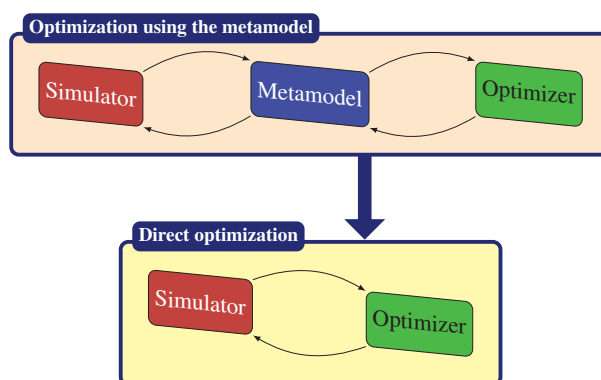 Optimization using the metamodel
Simulator
Metamodel
Optimizer
Direct optimization
Simulator
Optimizer